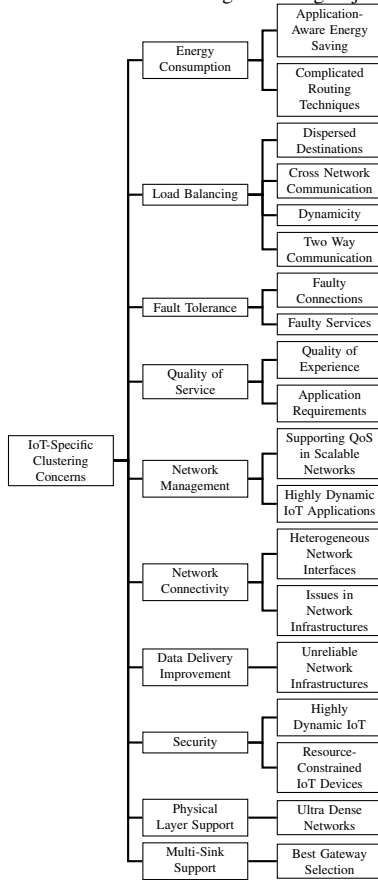 Application-
Aware Energy
Saving
Energy
Consumption
Complicated
Routing
Techniques
Dispersed
Destinations
Cross Network
Communication
Load Balancing
Dynamicity
Two Way
Communication
Faulty
Connections
Fault Tolerance
Faulty Services
Quality of
Experience
Quality of
Service
Application
Requirements
IoT-Specific
Clustering
Concerns
Supporting QoS
in Scalable
Networks
Network
Management
Highly Dynamic
IoT Applications
Heterogeneous
Network
Interfaces
Network
Connectivity
Issues in
Network
Infrastructures
Data Delivery
Improvement
Unreliable
Network
Infrastructures
Highly
Dynamic IoT
Security
Resource-
Constrained
IoT Devices
Physical
Layer Support
Ultra Dense
Networks
Multi-Sink
Support
Best Gateway
Selection